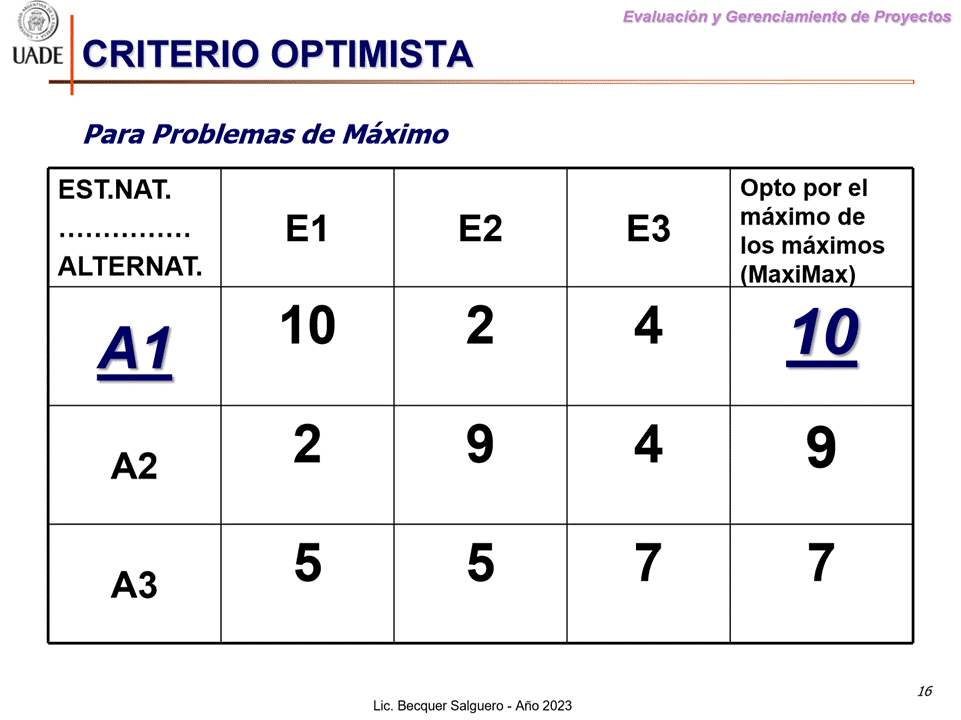 Evaluación y Gerenciamiento de Proyectos
UADE
CRITERIO OPTIMISTA
Para Problemas de Máximo
EST.NAT.
……………
ALTERNAT.
E1
E2
E3
Opto por el
máximo de
los máximos
(MaxiMax)
A1
10
2
4
10
A2
2
9
4
9
A3
5
5
7
7
16
Lic. Becquer Salguero - Año 2023